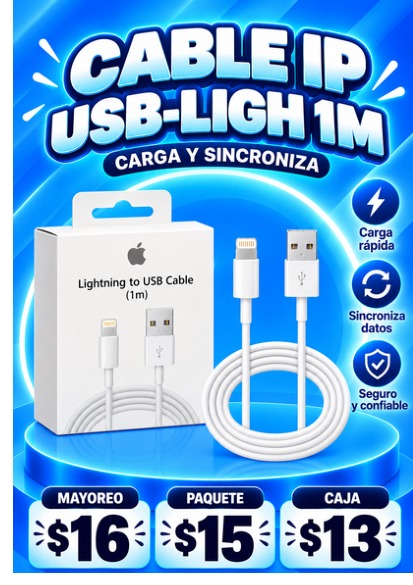 CABLE IP
USB-LIGH 1M
CARGA Y SINCRONIZA
Carga
rápida
Sincroniza
datos
Seguro
y confiable
Lightning to USB Cable
(1m)
MAYOREO
$16
PAQUETE
$15
CAJA
$13